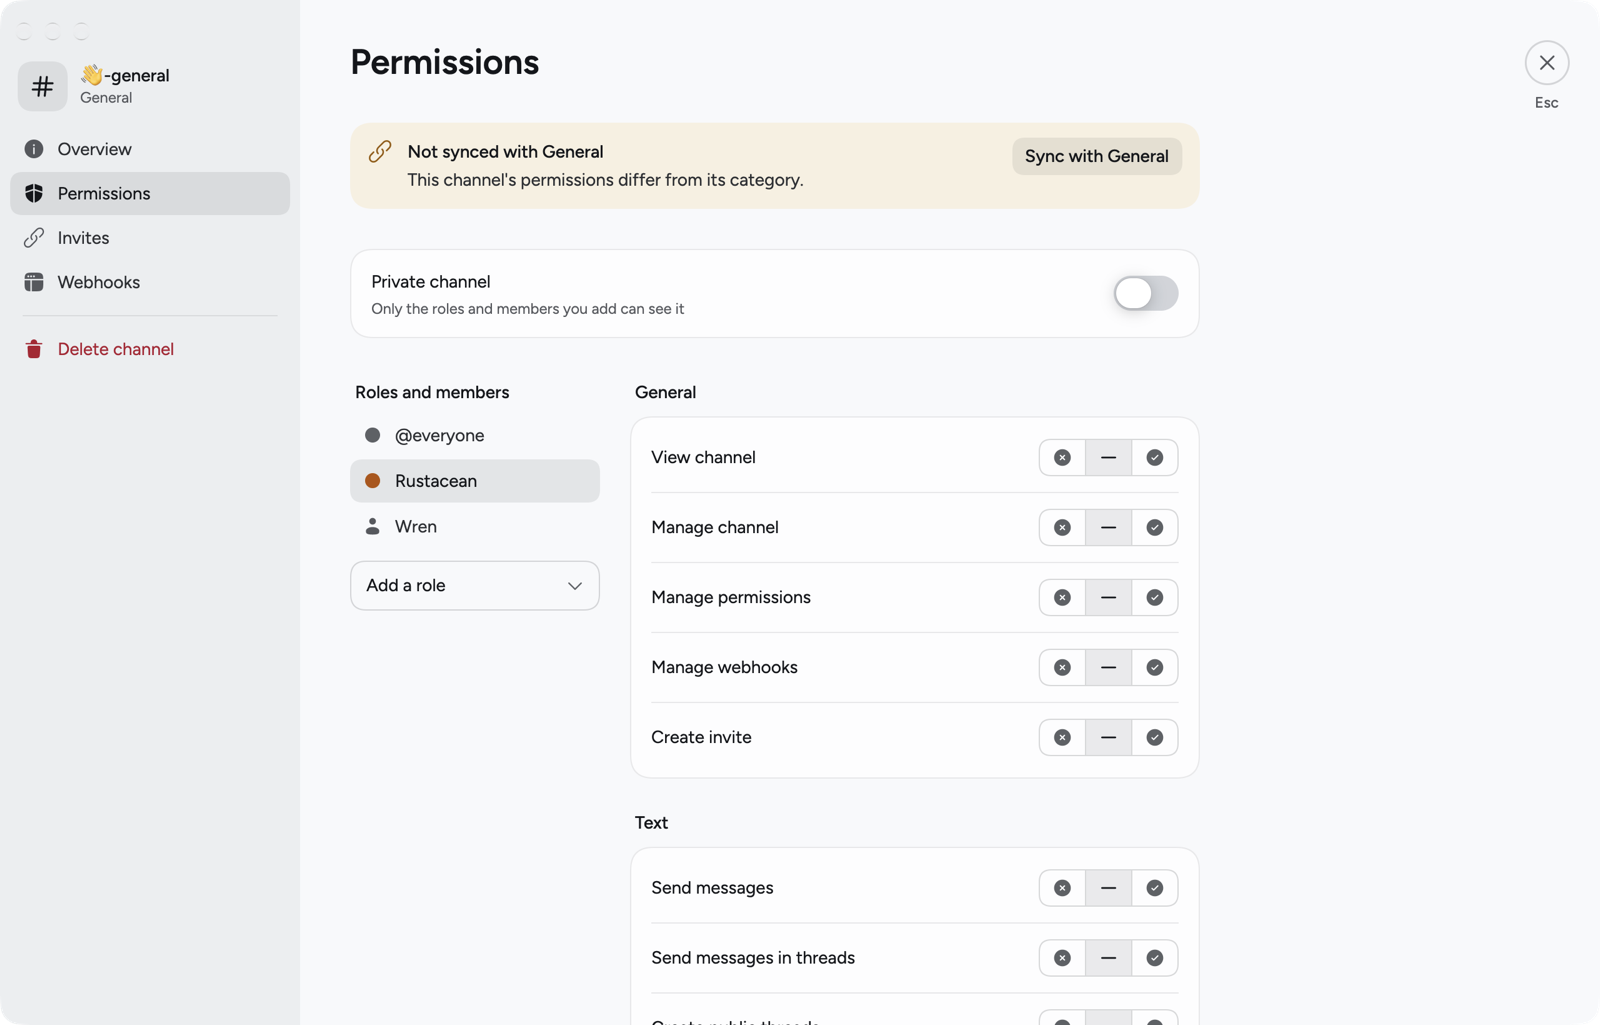 #
👋-general
General
Overview
Permissions
Invites
Webhooks
Delete channel
Permissions
Esc
Not synced with General
This channel's permissions differ from its category.
Sync with General
Private channel
Only the roles and members you add can see it
Roles and members
@everyone
Rustacean
Wren
Add a role
General
View channel
Manage channel
Manage permissions
Manage webhooks
Create invite
Text
Send messages
Send messages in threads
Create public threads